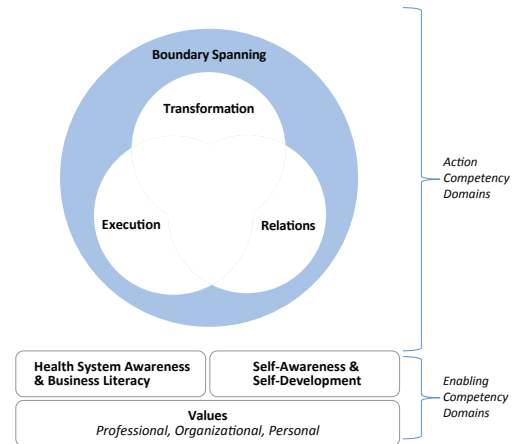 Boundary Spanning
Transformation
Execution
Relations
Action
Competency
Domains
Health System Awareness
& Business Literacy
Self-Awareness &
Self-Development
Values
Professional, Organizational, Personal
Enabling
Competency
Domains